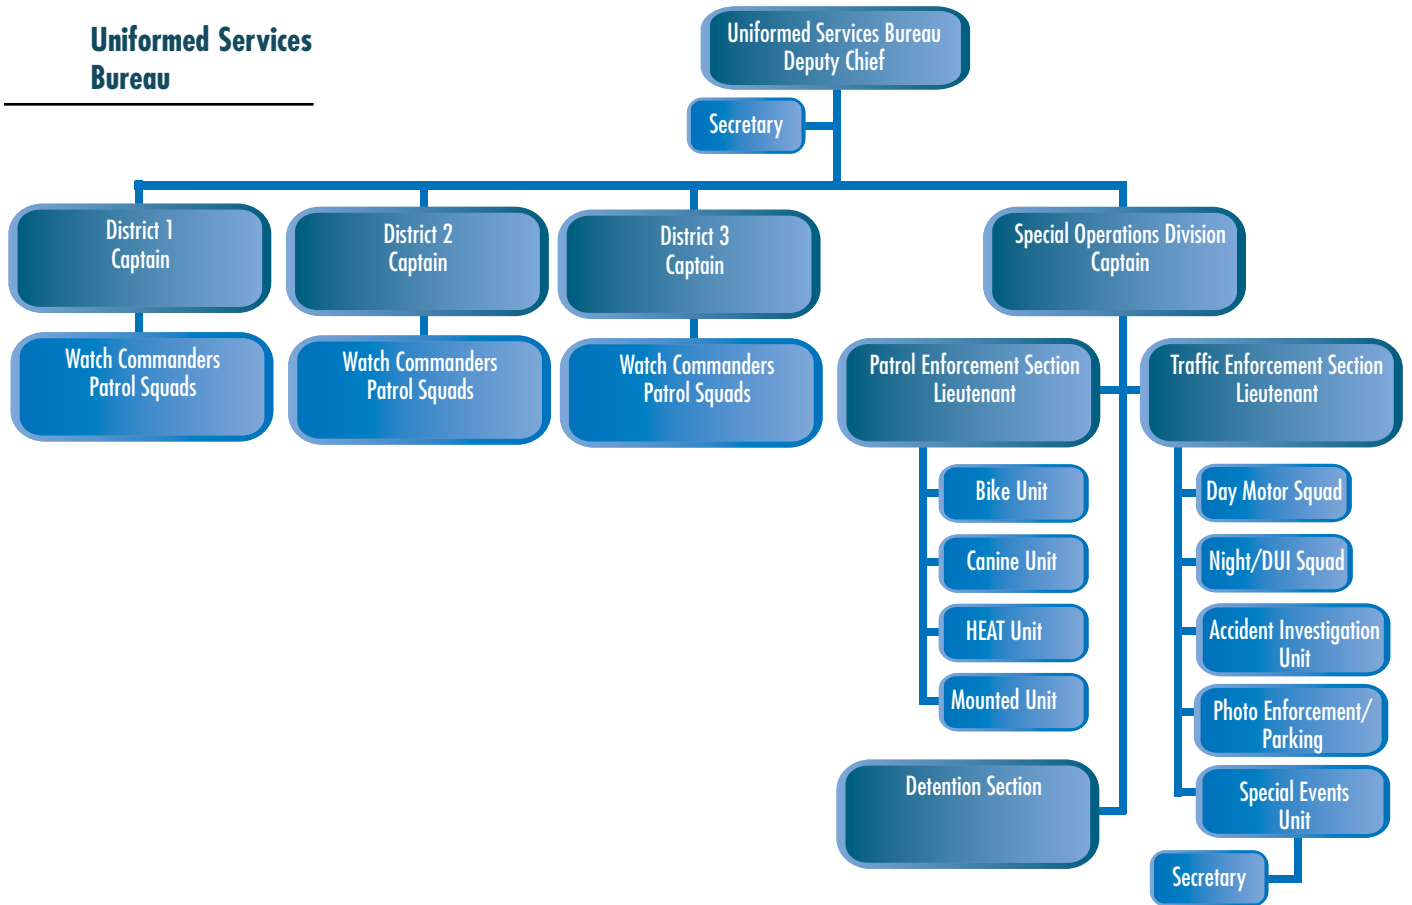 Uniformed Services
Bureau
Uniformed Services Bureau
Deputy Chief
Secretary
District 1
Captain
District 2
Captain
District 3
Captain
Special Operations Division
Captain
Watch Commanders
Patrol Squads
Watch Commanders
Patrol Squads
Watch Commanders
Patrol Squads
Patrol Enforcement Section
Lieutenant
Traffic Enforcement Section
Lieutenant
Bike Unit
Canine Unit
HEAT Unit
Mounted Unit
Day Motor Squad
Night/DUI Squad
Accident Investigation
Unit
Photo Enforcement/
Parking
Special Events
Unit
Detention Section
Secretary